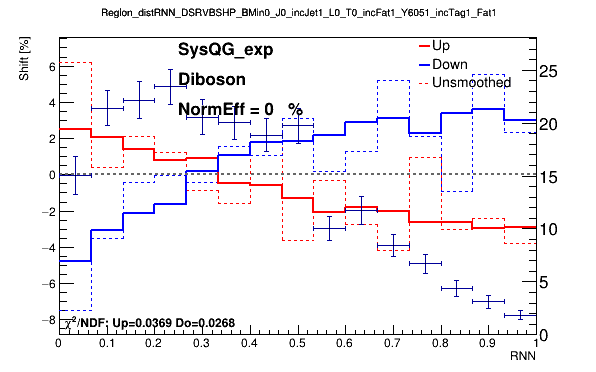 Region_distRNN_DSRVBSHP_BMin0_J0_incJet1_L0_T0_incFat1_Y6051_incTag1_Fat1
Shift [%]
SysQG_exp
Diboson
NormEff = 0 %
Up
Down
Unsmoothed
6
4
2
0
−2
−4
−6
−8
25
20
15
10
5
0
χ²/NDF: Up=0.0369 Do=0.0268
0 0.1 0.2 0.3 0.4 0.5 0.6 0.7 0.8 0.9 1
RNN